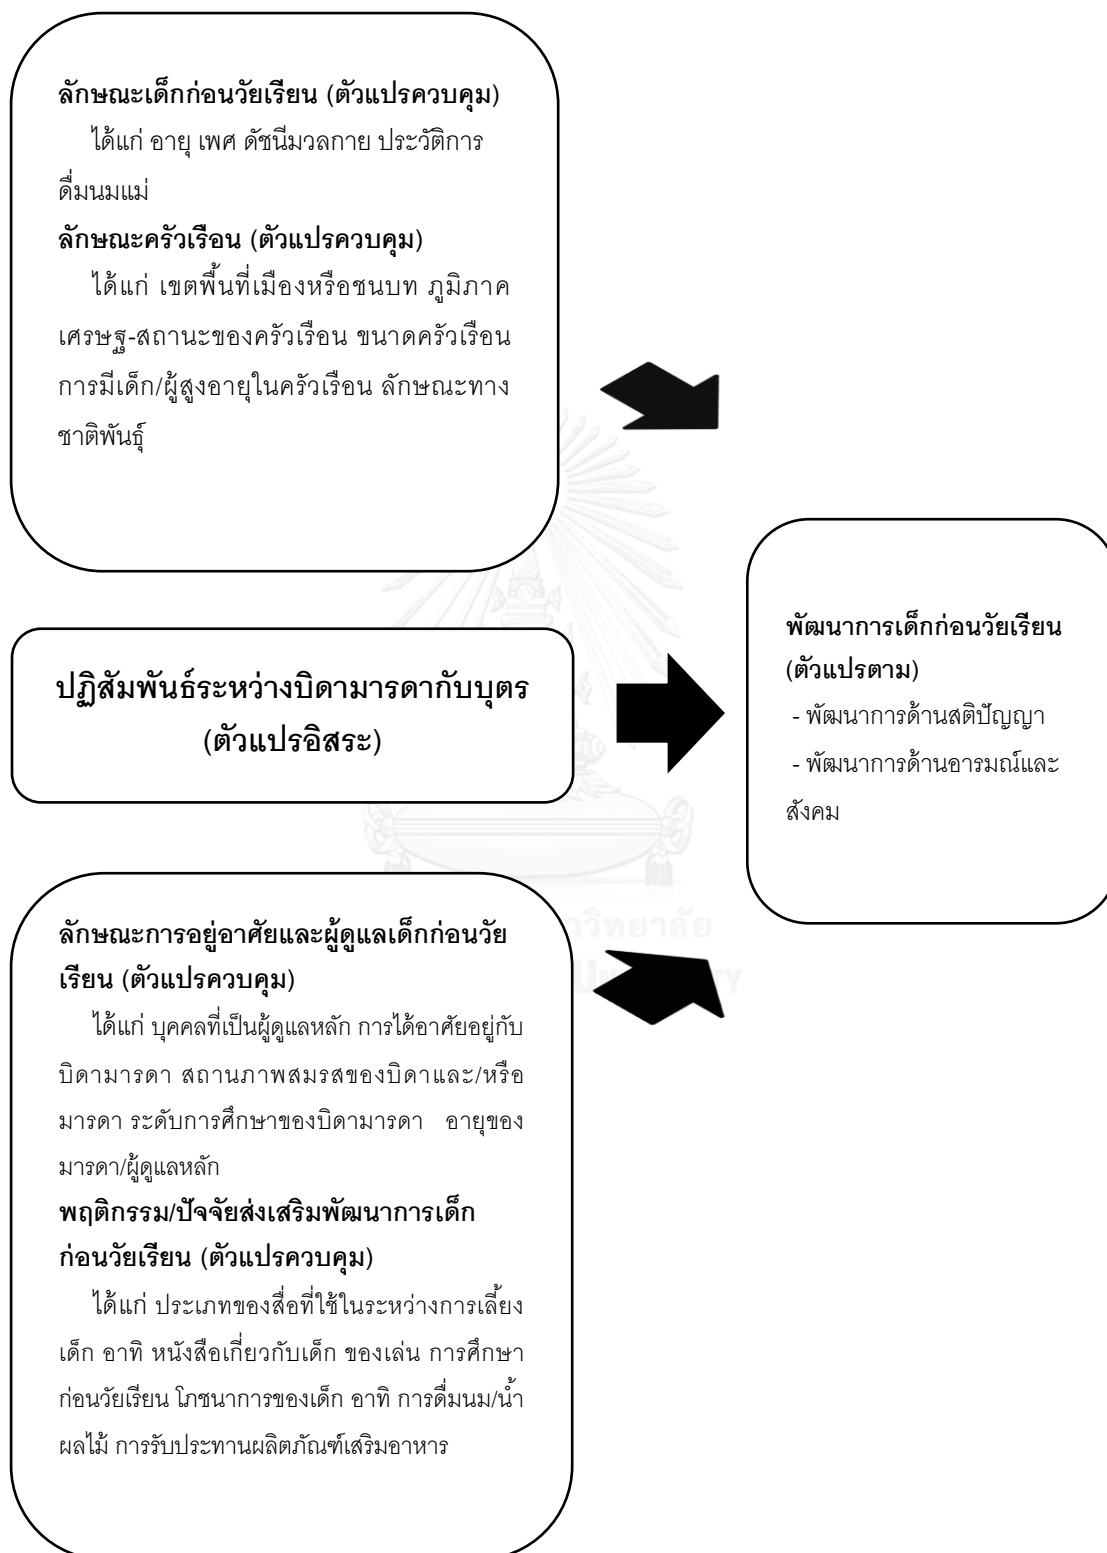 ลักษณะเด็กก่อนวัยเรียน (ตัวแปรควบคุม)
ได้แก่ อายุ เพศ ดัชนีมวลกาย ประวัติการ
ดื่มนมแม่
ลักษณะครัวเรือน (ตัวแปรควบคุม)
ได้แก่ เขตพื้นที่เมืองหรือชนบท ภูมิภาค
เศรษฐ-สถานะของครัวเรือน ขนาดครัวเรือน
การมีเด็ก/ผู้สูงอายุในครัวเรือน ลักษณะทาง
ชาติพันธุ์
ปฏิสัมพันธ์ระหว่างบิดามารดากับบุตร
(ตัวแปรอิสระ)
พัฒนาการเด็กก่อนวัยเรียน
(ตัวแปรตาม)
- พัฒนาการด้านสติปัญญา
- พัฒนาการด้านอารมณ์และ
สังคม
ลักษณะการอยู่อาศัยและผู้ดูแลเด็กก่อนวัย
เรียน (ตัวแปรควบคุม)
ได้แก่ บุคคลที่เป็นผู้ดูแลหลัก การได้อาศัยอยู่กับ
บิดามารดา สถานภาพสมรสของบิดาและ/หรือ
มารดา ระดับการศึกษาของบิดามารดา อายุของ
มารดา/ผู้ดูแลหลัก
พฤติกรรม/ปัจจัยส่งเสริมพัฒนาการเด็ก
ก่อนวัยเรียน (ตัวแปรควบคุม)
ได้แก่ ประเภทของสื่อที่ใช้ในระหว่างการเลี้ยง
เด็ก อาทิ หนังสือเกี่ยวกับเด็ก ของเล่น การศึกษา
ก่อนวัยเรียน โภชนาการของเด็ก อาทิ การดื่มนม/น้ำ
ผลไม้ การรับประทานผลิตภัณฑ์เสริมอาหาร